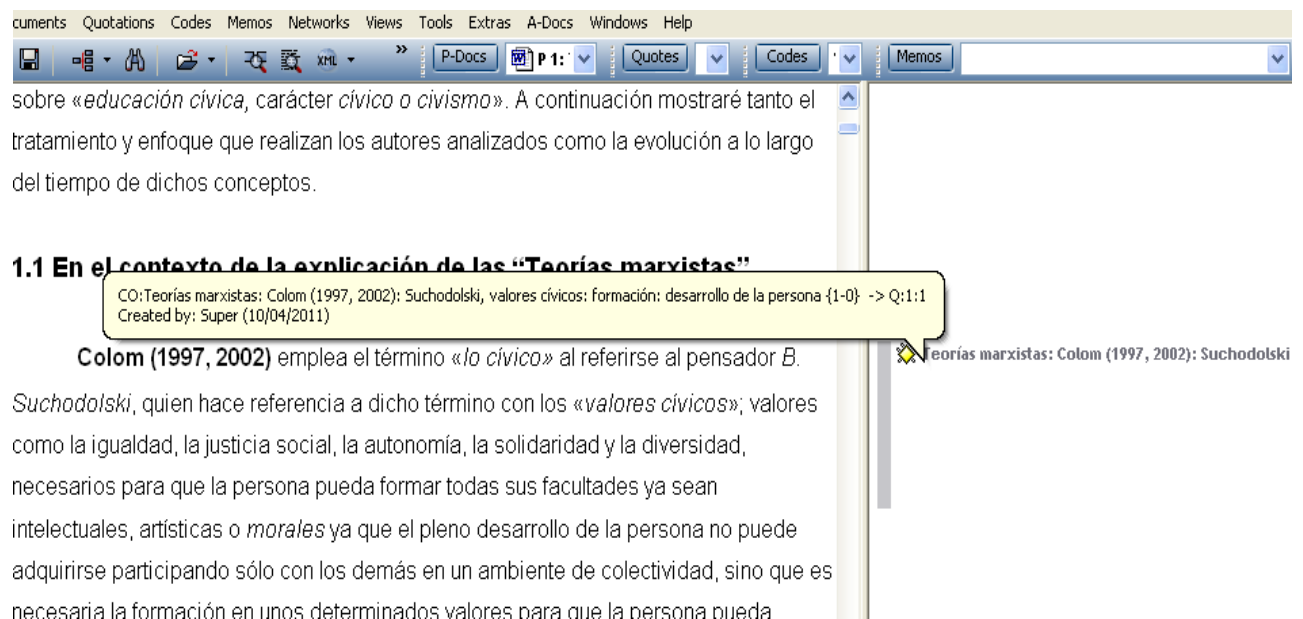 cuments Quotations Codes Memos Networks Views Tools Extras A-Docs Windows Help
XML » P-Docs P 1: Quotes Codes Memos
sobre «educación cívica, carácter cívico o civismo». A continuación mostraré tanto el
tratamiento y enfoque que realizan los autores analizados como la evolución a lo largo
del tiempo de dichos conceptos.
1.1 En el contexto de la explicación de las “Teorías marxistas”
CO:Teorías marxistas: Colom (1997, 2002): Suchodolski, valores cívicos: formación: desarrollo de la persona {1-0} -> Q:1:1
Created by: Super (10/04/2011)
Colom (1997, 2002) emplea el término «lo cívico» al referirse al pensador B.
Teorías marxistas: Colom (1997, 2002): Suchodolski
Suchodolski, quien hace referencia a dicho término con los «valores cívicos»; valores
como la igualdad, la justicia social, la autonomía, la solidaridad y la diversidad,
necesarios para que la persona pueda formar todas sus facultades ya sean
intelectuales, artísticas o morales ya que el pleno desarrollo de la persona no puede
adquirirse participando sólo con los demás en un ambiente de colectividad, sino que es
necesaria la formación en unos determinados valores para que la persona pueda